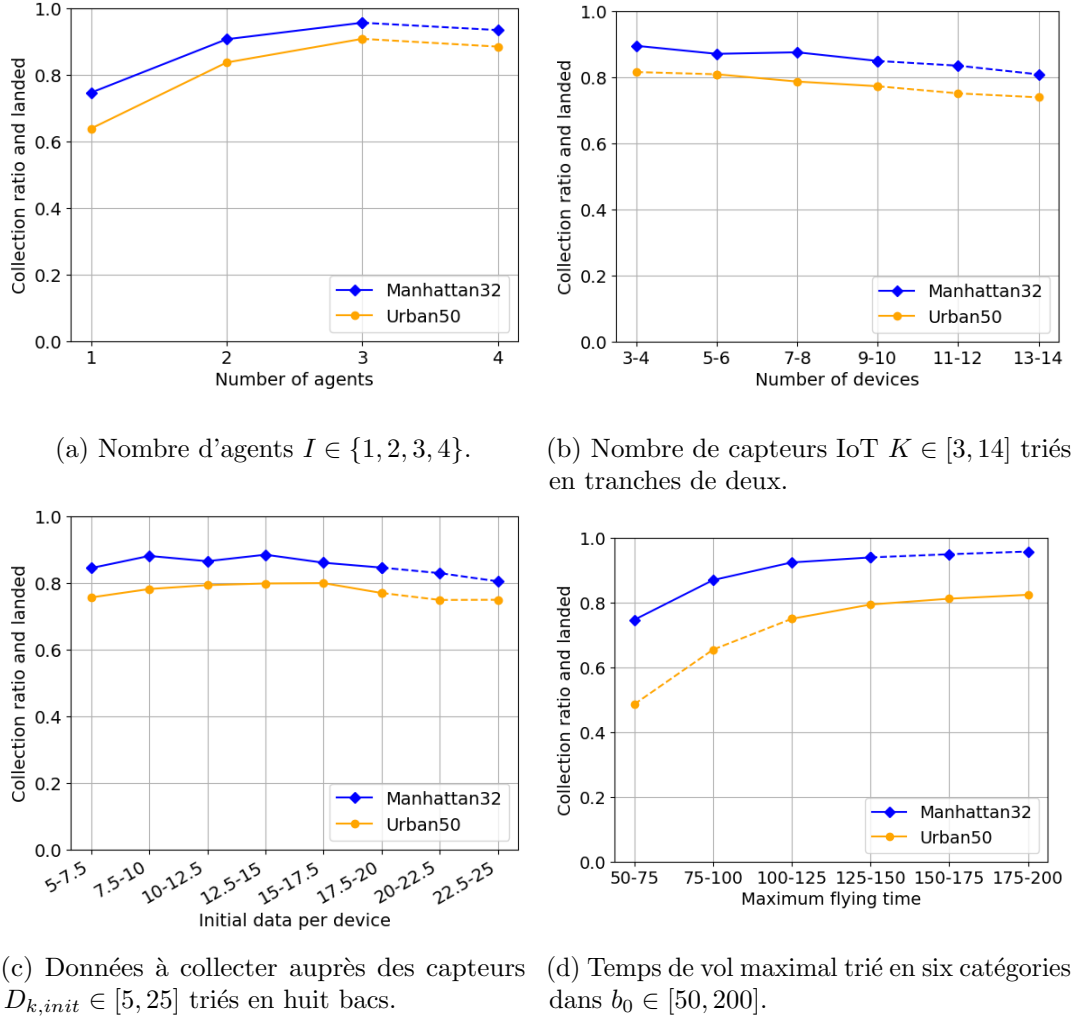 1.0
0.8
0.6
0.4
0.2
0.0
Collection ratio and landed
Manhattan32
Urban50
1 2 3 4
Number of agents
(a) Nombre d'agents I ∈ {1, 2, 3, 4}.
1.0
0.8
0.6
0.4
0.2
0.0
Collection ratio and landed
Manhattan32
Urban50
3-4 5-6 7-8 9-10 11-12 13-14
Number of devices
(b) Nombre de capteurs IoT K ∈ [3, 14] triés
en tranches de deux.
1.0
0.8
0.6
0.4
0.2
0.0
Collection ratio and landed
Manhattan32
Urban50
5-7.5 7.5-10 10-12.5 12.5-15 15-17.5 17.5-20 20-22.5 22.5-25
Initial data per device
(c) Données à collecter auprès des capteurs
D_{k,init} ∈ [5, 25] triés en huit bacs.
1.0
0.8
0.6
0.4
0.2
0.0
Collection ratio and landed
Manhattan32
Urban50
50-75 75-100 100-125 125-150 150-175 175-200
Maximum flying time
(d) Temps de vol maximal trié en six catégories
dans b_0 ∈ [50, 200].